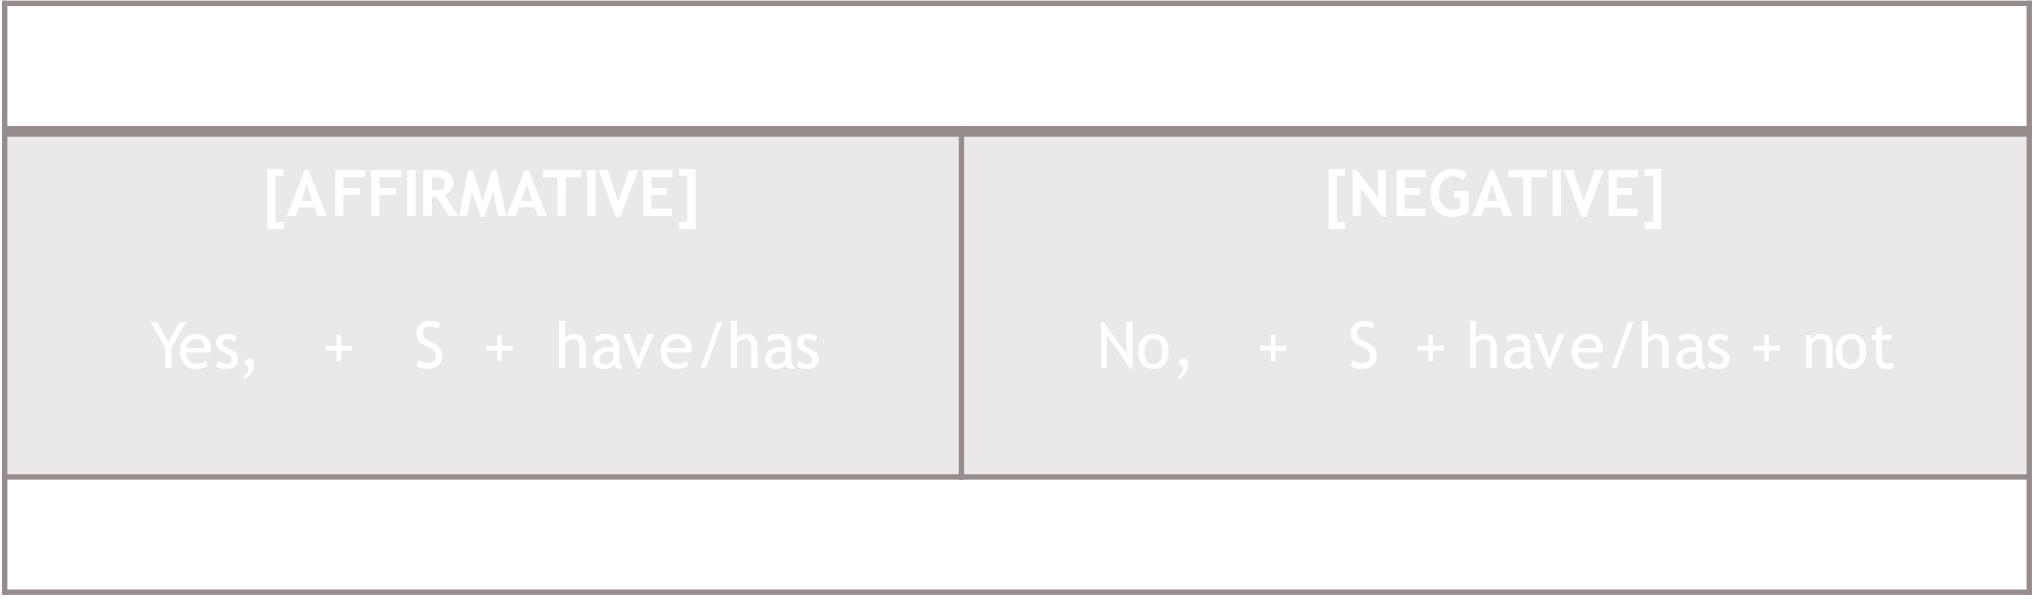 [AFFIRMATIVE]
Yes, + S + have/has
[NEGATIVE]
No, + S + have/has + not